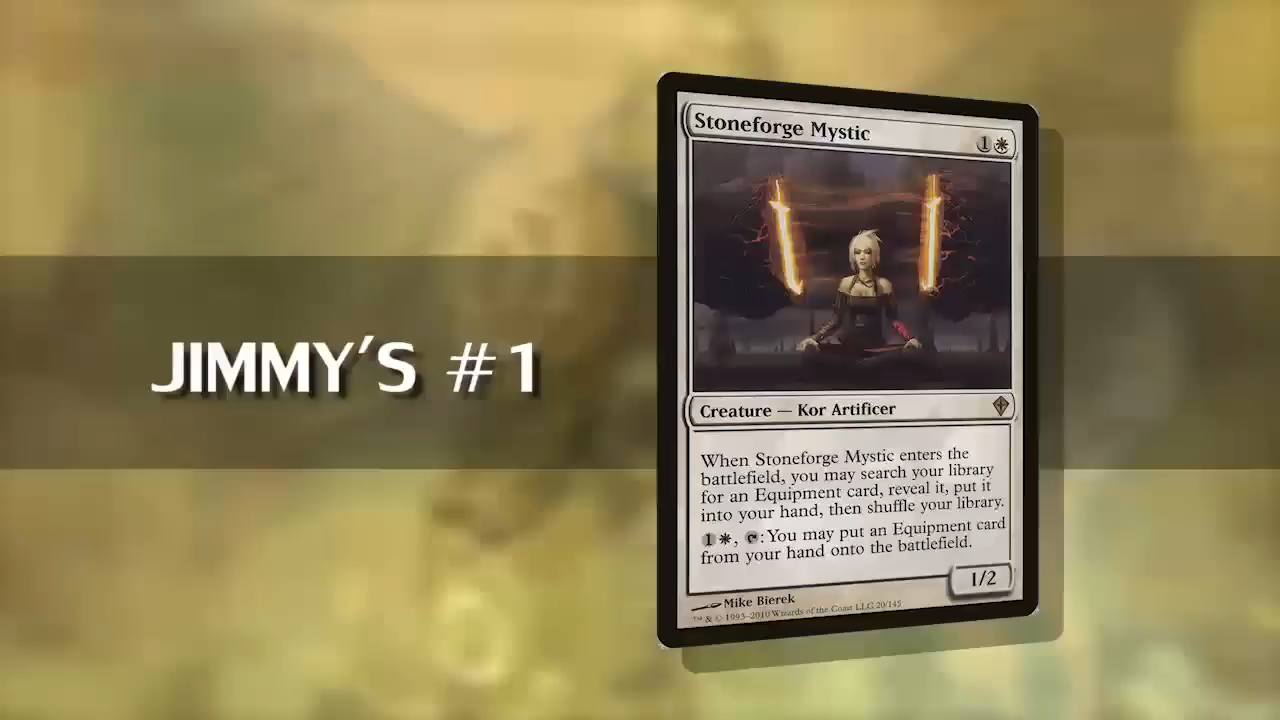 JIMMY'S #1
Stoneforge Mystic
1
Creature — Kor Artificer
When Stoneforge Mystic enters the
battlefield, you may search your library
for an Equipment card, reveal it, put it
into your hand, then shuffle your library.
1 , : You may put an Equipment card
from your hand onto the battlefield.
1/2
Mike Bierek
™ & © 1993–2010 Wizards of the Coast LLC 20/145